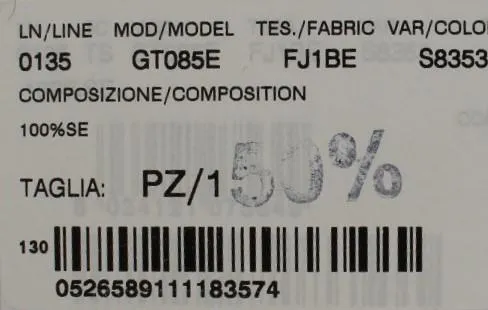 LN/LINE MOD/MODEL TES./FABRIC VAR/COLO
0135 GT085E FJ1BE S8353
COMPOSIZIONE/COMPOSITION
100%SE
TAGLIA: PZ/1 50%
130
0526589111183574